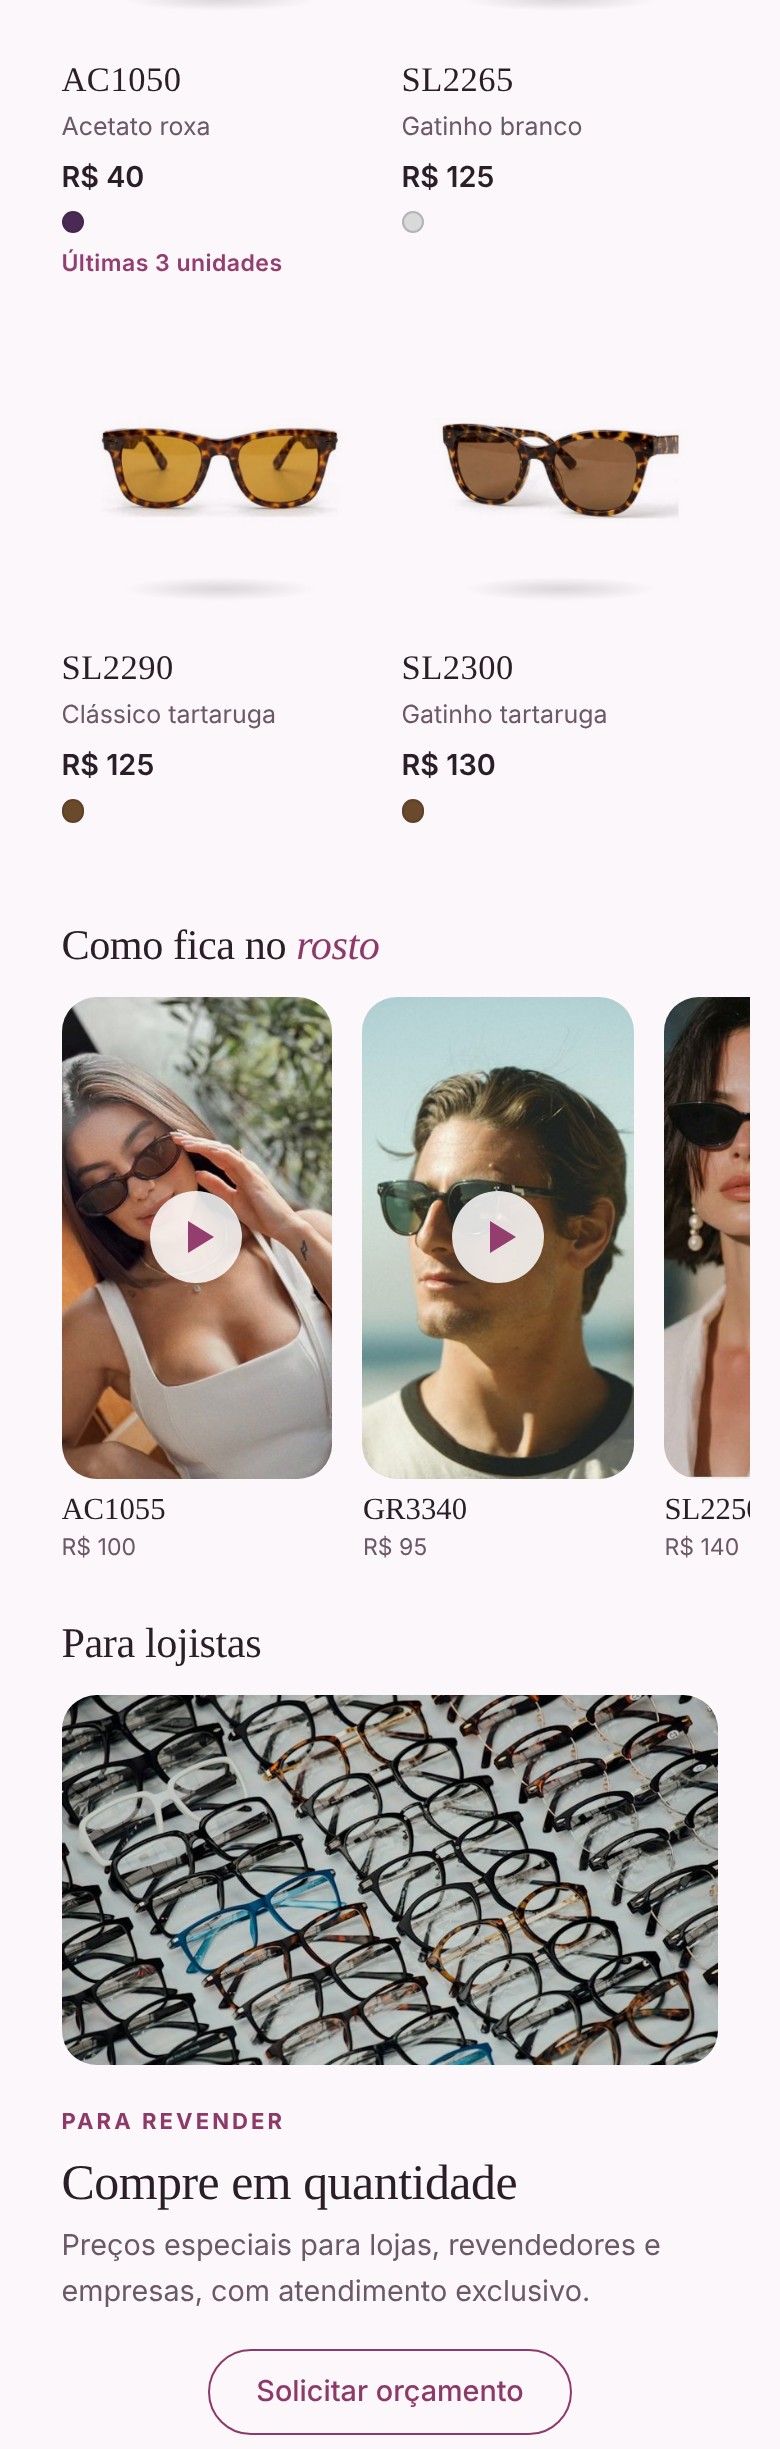 AC1050
SL2265
Acetato roxa
Gatinho branco
R$ 40
R$ 125
Últimas 3 unidades
SL2290
SL2300
Clássico tartaruga
Gatinho tartaruga
R$ 125
R$ 130
Como fica no rosto
AC1055
GR3340
R$ 100
R$ 95
R$ 140
Para lojistas
PARA REVENDER
Compre em quantidade
Preços especiais para lojas, revendedores e
empresas, com atendimento exclusivo.
Solicitar orçamento